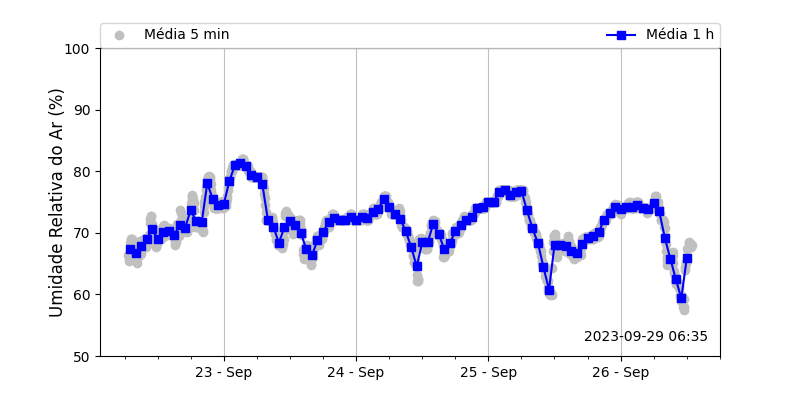 Média 5 min
Média 1 h
Umidade Relativa do Ar (%)
100
90
80
70
60
50
2023-09-29 06:35
23 - Sep
24 - Sep
25 - Sep
26 - Sep